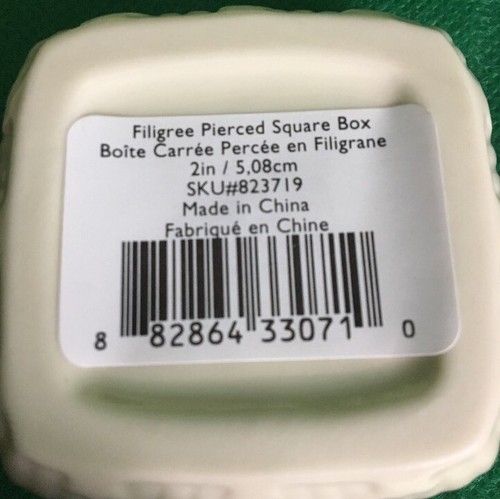 Filigree Pierced Square Box
Boîte Carrée Percée en Filigrane
2in / 5,08cm
SKU#823719
Made in China
Fabriqué en Chine
8 82864 33071 0